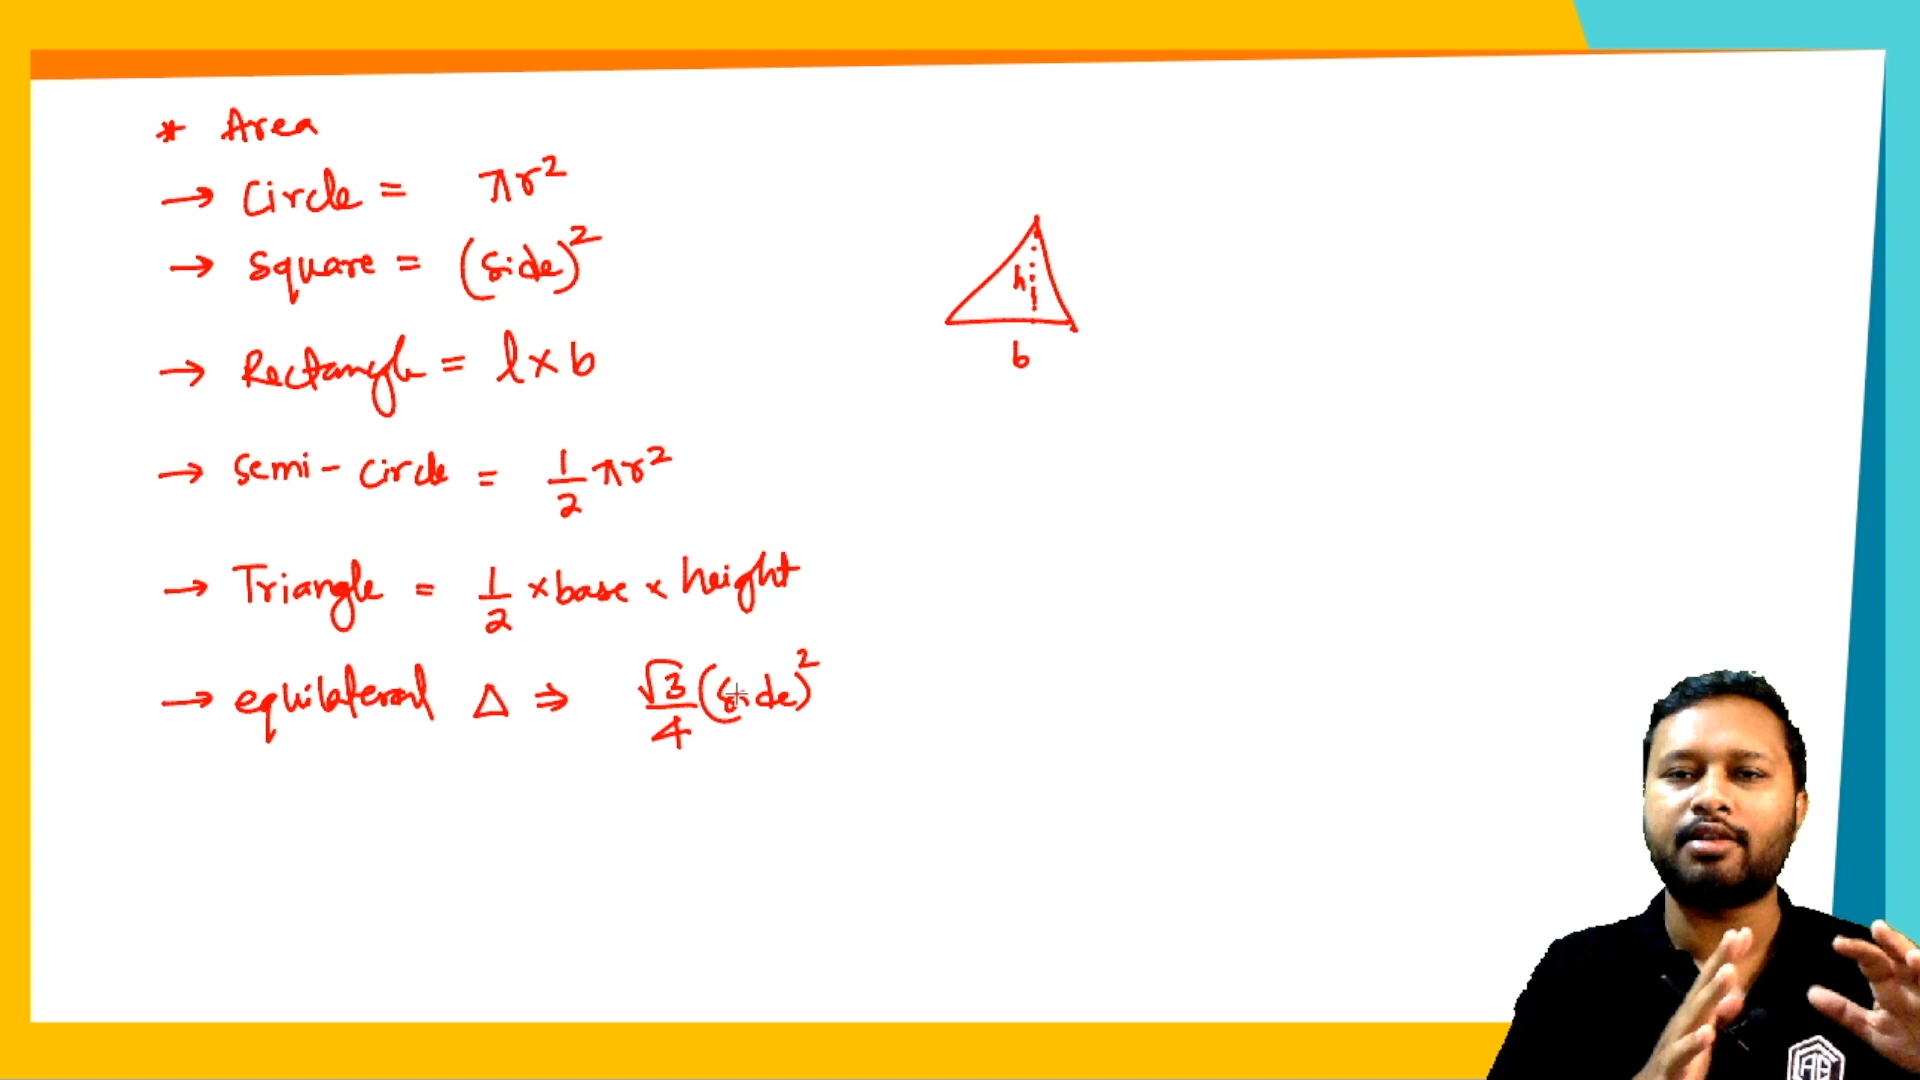 * Area
→ Circle = πr²
→ Square = (side)²
→ Rectangle = l × b
→ Semi-circle = 1/2 πr²
→ Triangle = 1/2 × base × height
→ equilateral Δ ⇒ √3/4 (side)²
h
b